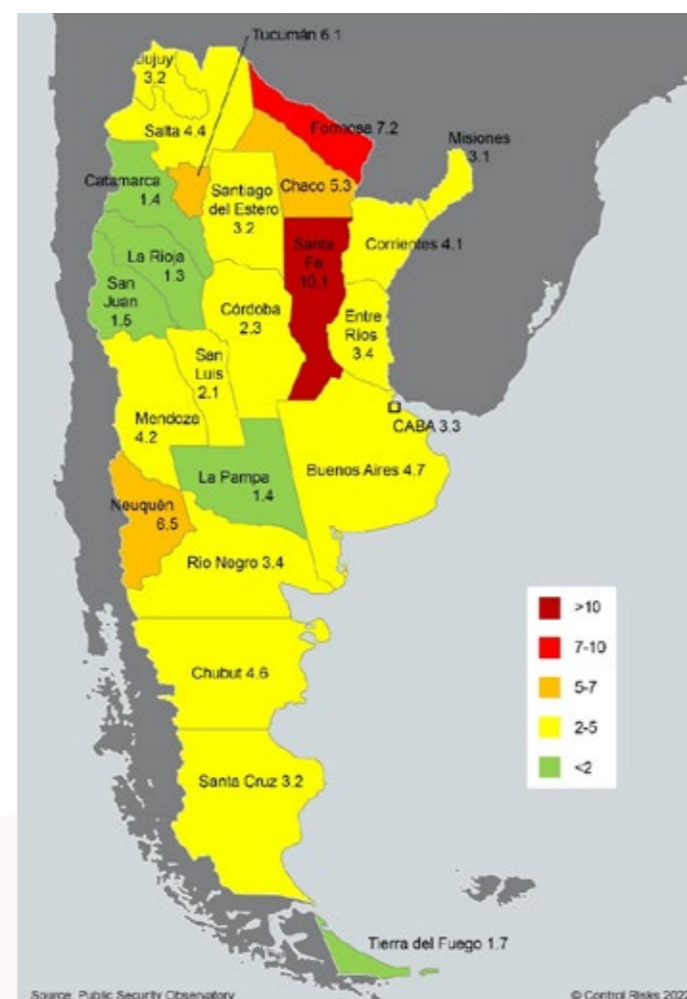 Tucumán 6.1
Jujuy
3.2
Salta 4.4
Formosa 7.2
Misiones
3.1
Catamarca
1.4
Santiago
del Estero
3.2
Chaco 5.3
La Rioja
1.3
Santa
Fe
10.1
Corrientes 4.1
San
Juan
1.5
Córdoba
2.3
Entre
Ríos
3.4
San
Luis
2.1
Mendoza
4.2
CABA 3.3
La Pampa
1.4
Buenos Aires 4.7
Neuquén
6.5
Río Negro 3.4
>10
7-10
5-7
2-5
<2
Chubut 4.6
Santa Cruz 3.2
Tierra del Fuego 1.7
Source: Public Security Observatory
© Control Risks